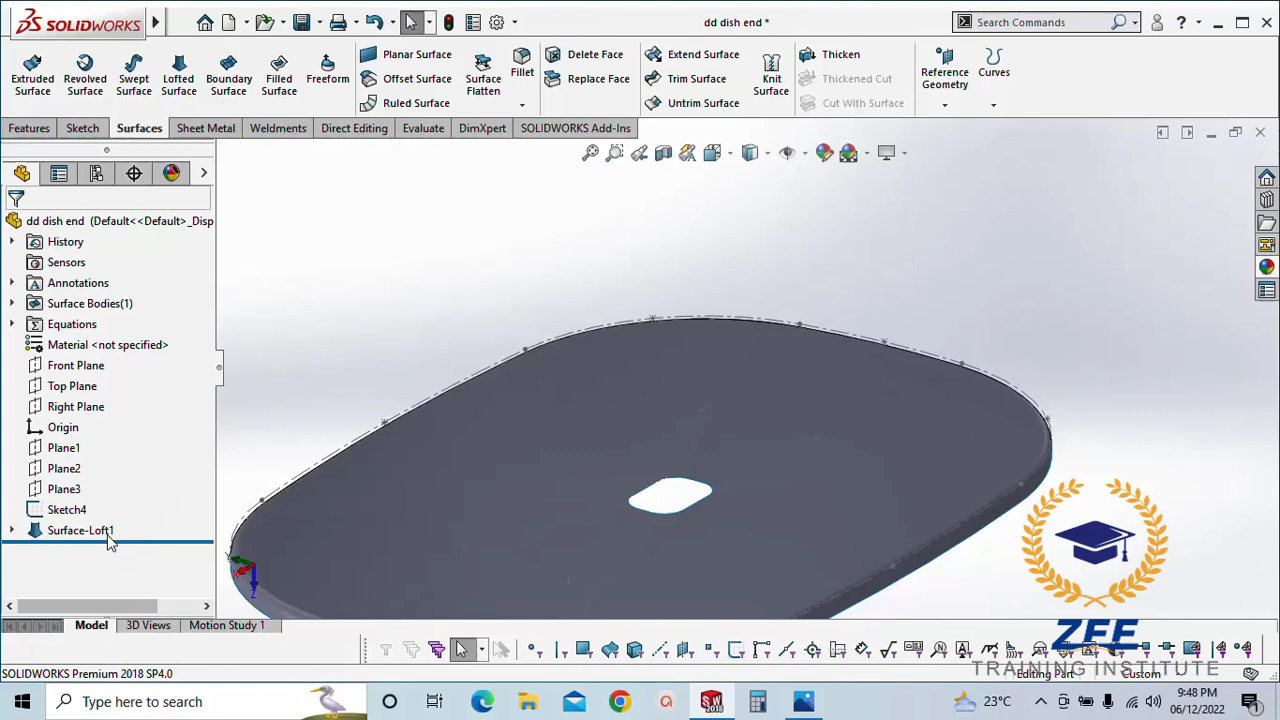 SOLIDWORKS
dd dish end *
Search Commands
Extruded Surface
Revolved Surface
Swept Surface
Lofted Surface
Boundary Surface
Filled Surface
Freeform
Planar Surface
Offset Surface
Ruled Surface
Surface Flatten
Fillet
Delete Face
Replace Face
Extend Surface
Trim Surface
Untrim Surface
Knit Surface
Thicken
Thickened Cut
Cut With Surface
Reference Geometry
Curves
Features
Sketch
Surfaces
Sheet Metal
Weldments
Direct Editing
Evaluate
DimXpert
SOLIDWORKS Add-Ins
dd dish end (Default<<Default>_Disp
History
Sensors
Annotations
Surface Bodies(1)
Equations
Material <not specified>
Front Plane
Top Plane
Right Plane
Origin
Plane1
Plane2
Plane3
Sketch4
Surface-Loft1
Model
3D Views
Motion Study 1
ZEE
TRAINING INSTITUTE
SOLIDWORKS Premium 2018 SP4.0
Editing Part
Custom
Type here to search
23°C
9:48 PM
06/12/2022